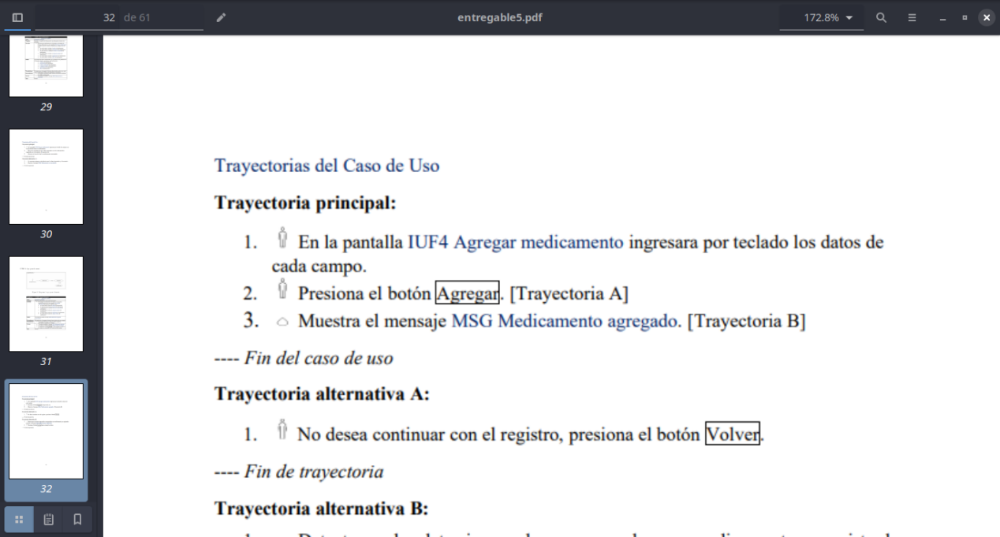 32 de 61
entregable5.pdf
172.8%
29
30
31
32
Trayectorias del Caso de Uso
Trayectoria principal:
1. En la pantalla IUF4 Agregar medicamento ingresara por teclado los datos de
cada campo.
2. Presiona el botón Agregar. [Trayectoria A]
3. Muestra el mensaje MSG Medicamento agregado. [Trayectoria B]
---- Fin del caso de uso
Trayectoria alternativa A:
1. No desea continuar con el registro, presiona el botón Volver.
---- Fin de trayectoria
Trayectoria alternativa B: